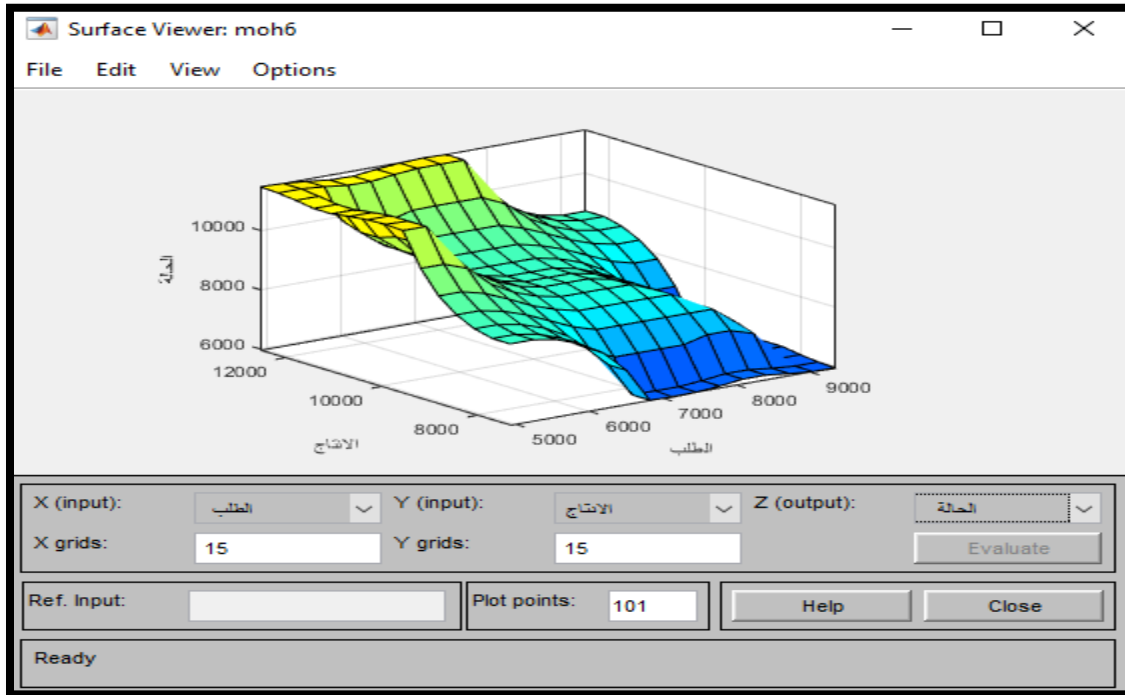 Surface Viewer: moh6
File Edit View Options
10000
8000
6000
الحالة
12000
10000
8000
الانتاج
5000
6000
7000
8000
9000
الطلب
X (input): الطلب Y (input): الانتاج Z (output): الحالة
X grids: 15 Y grids: 15 Evaluate
Ref. Input: Plot points: 101 Help Close
Ready